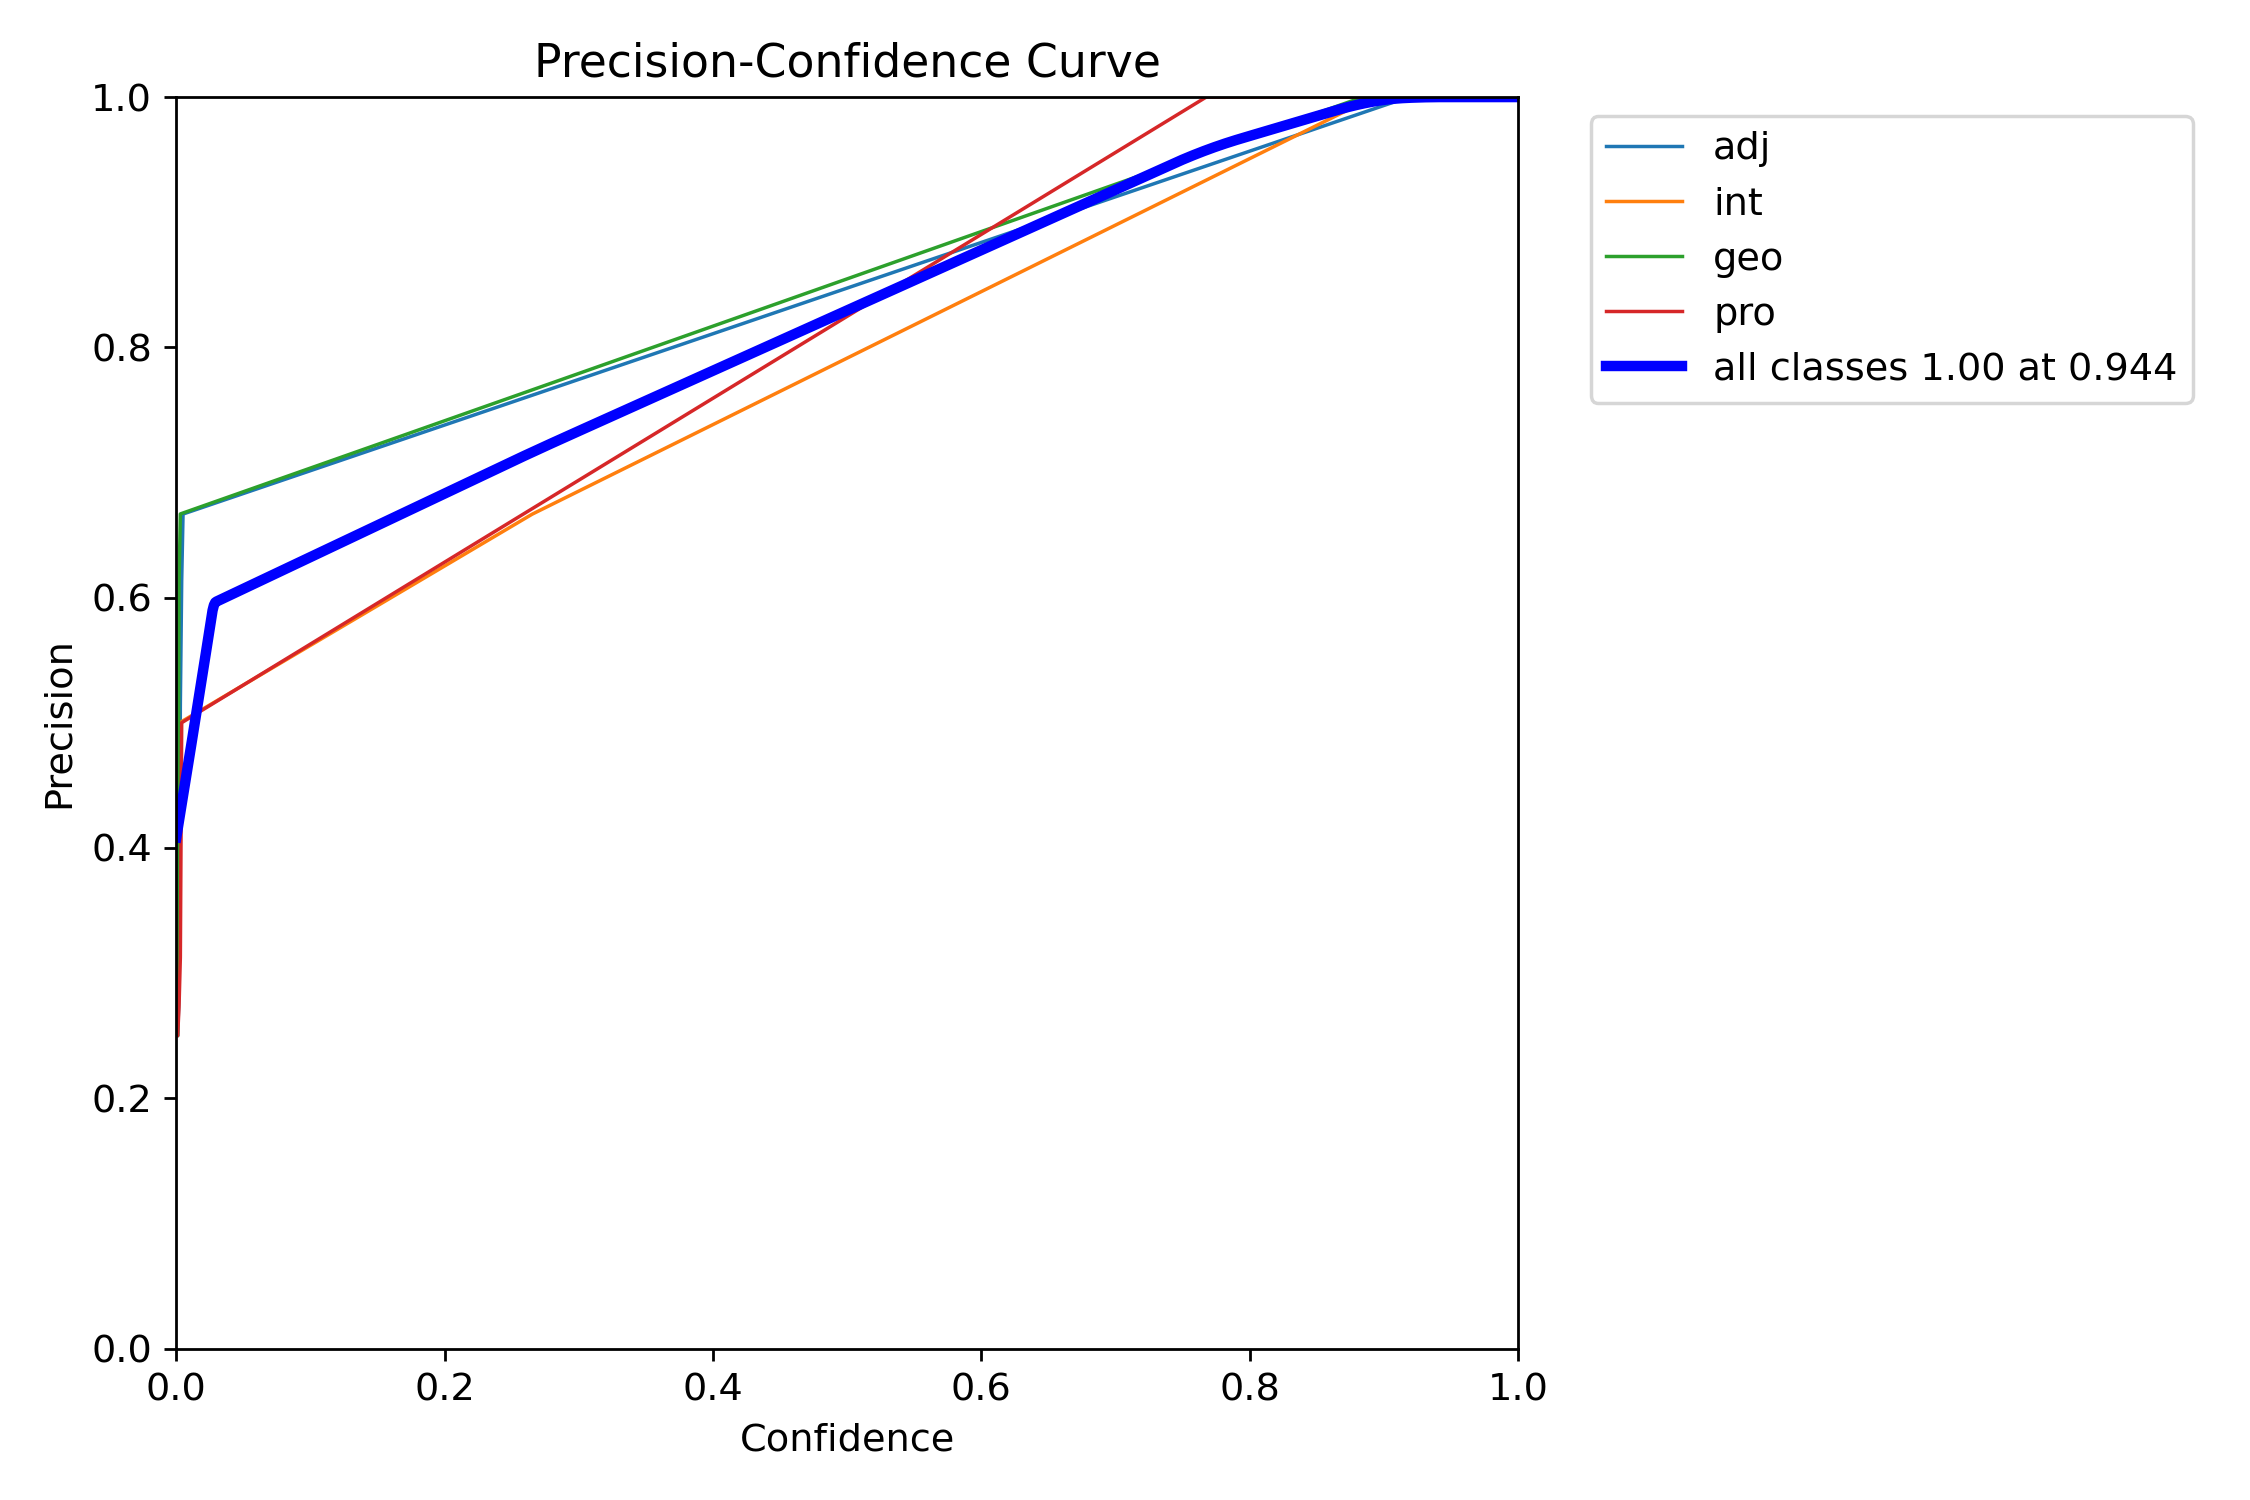 Precision-Confidence Curve
1.0
0.8
0.6
0.4
0.2
0.0
Precision
0.0 0.2 0.4 0.6 0.8 1.0
Confidence
adj
int
geo
pro
all classes 1.00 at 0.944